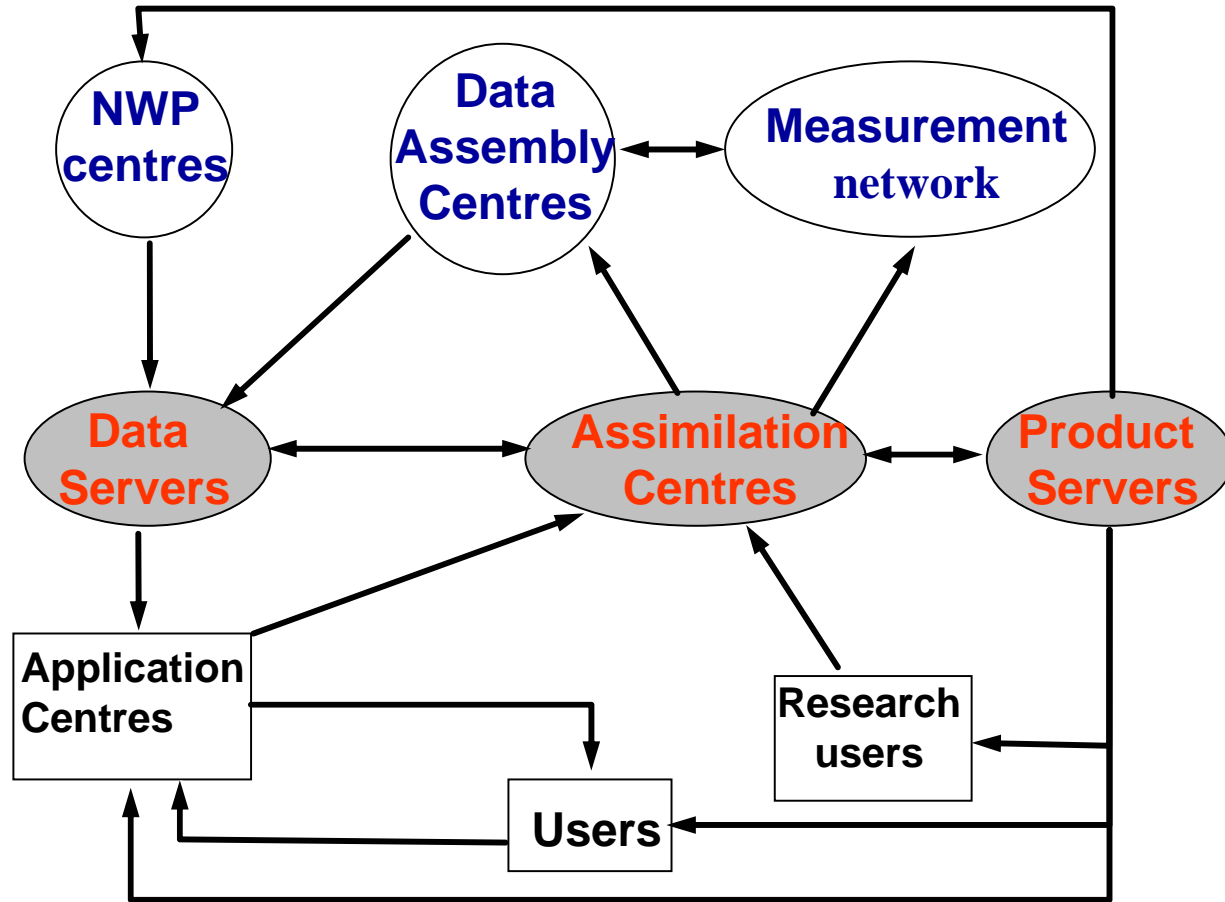 NWP
centres
Data
Assembly
Centres
Measurement
network
Data
Servers
Assimilation
Centres
Product
Servers
Application
Centres
Research
users
Users